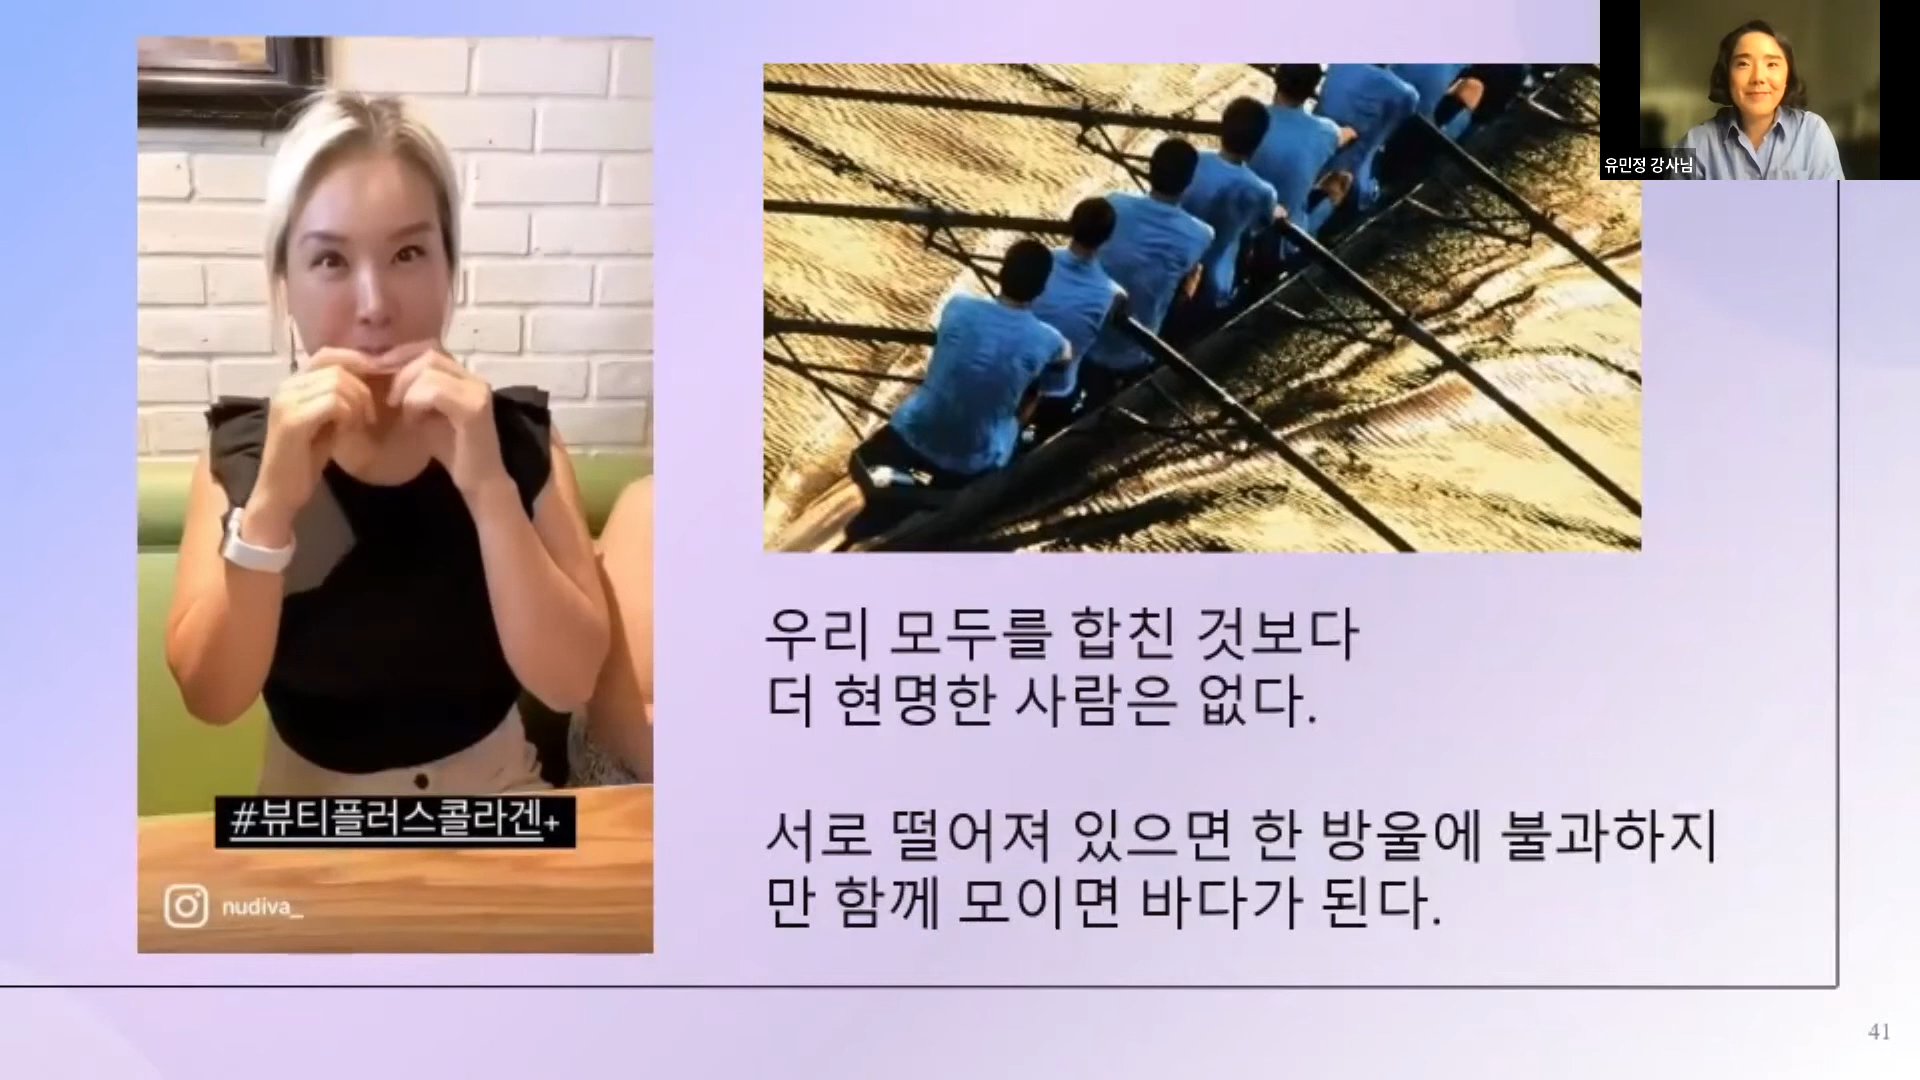 유민정 강사님
#뷰티플러스콜라겐+
nudiva_
우리 모두를 합친 것보다
더 현명한 사람은 없다.
서로 떨어져 있으면 한 방울에 불과하지
만 함께 모이면 바다가 된다.
41